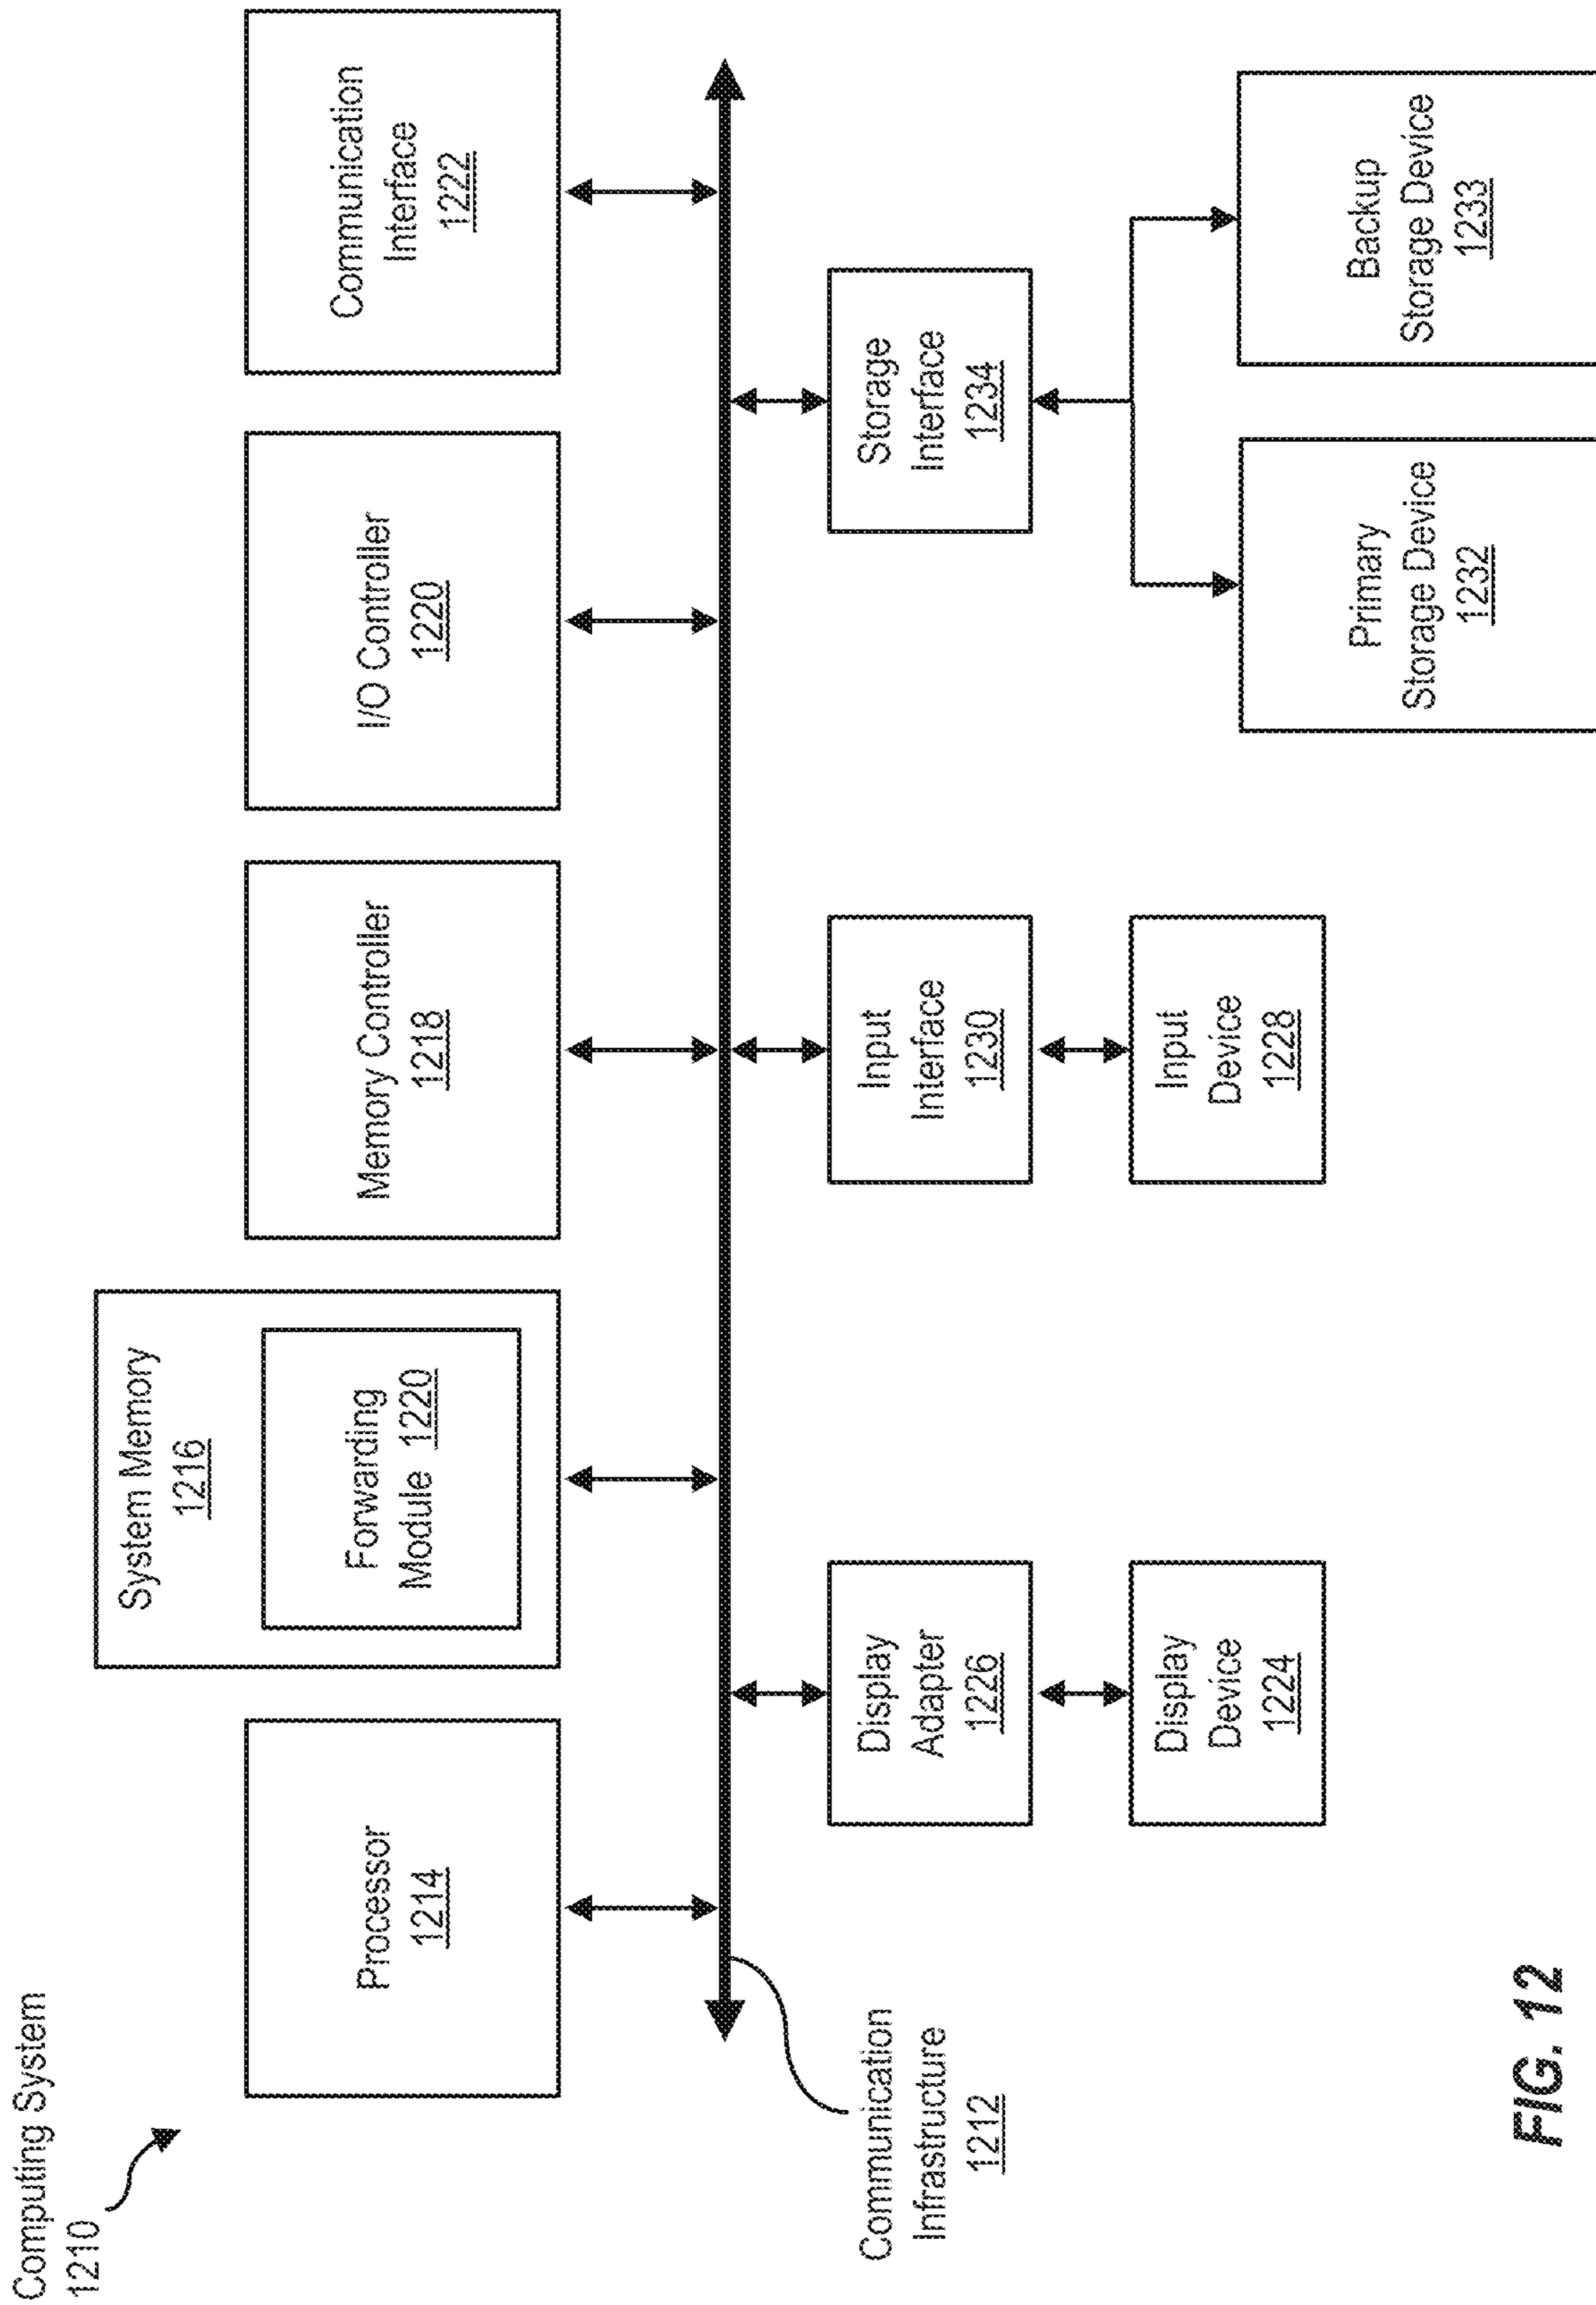 Computing System
1210
Processor
1214
System Memory
1216
Forwarding
Module 1220
Memory Controller
1218
I/O Controller
1220
Communication
Interface
1222
Communication
Infrastructure
1212
Display
Adapter
1226
Input
Interface
1230
Storage
Interface
1234
Display
Device
1224
Input
Device
1228
Primary
Storage Device
1232
Backup
Storage Device
1233
FIG. 12